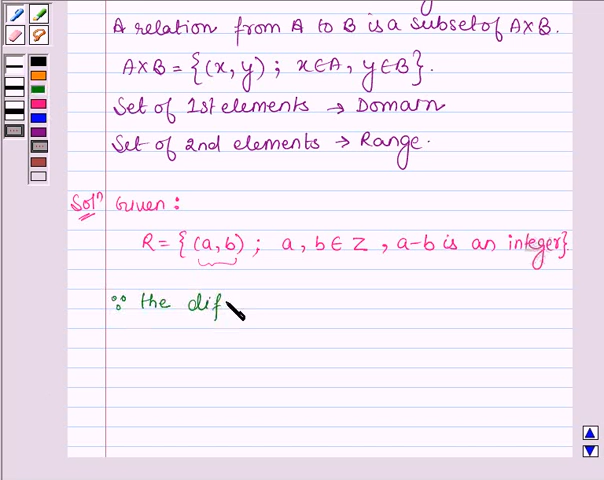 A relation from A to B is a subset of A×B.
A×B = {(x, y) ; x∈A, y∈B}.
Set of 1st elements → Domain
Set of 2nd elements → Range.
Solⁿ Given :
R = {(a, b) ; a, b ∈ Z , a-b is an integer}
∵ the dif